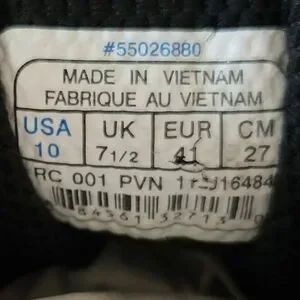 #55026880
MADE IN VIETNAM
FABRIQUE AU VIETNAM
USA UK EUR CM
10 7 1/2 41 27
RC 001 PVN